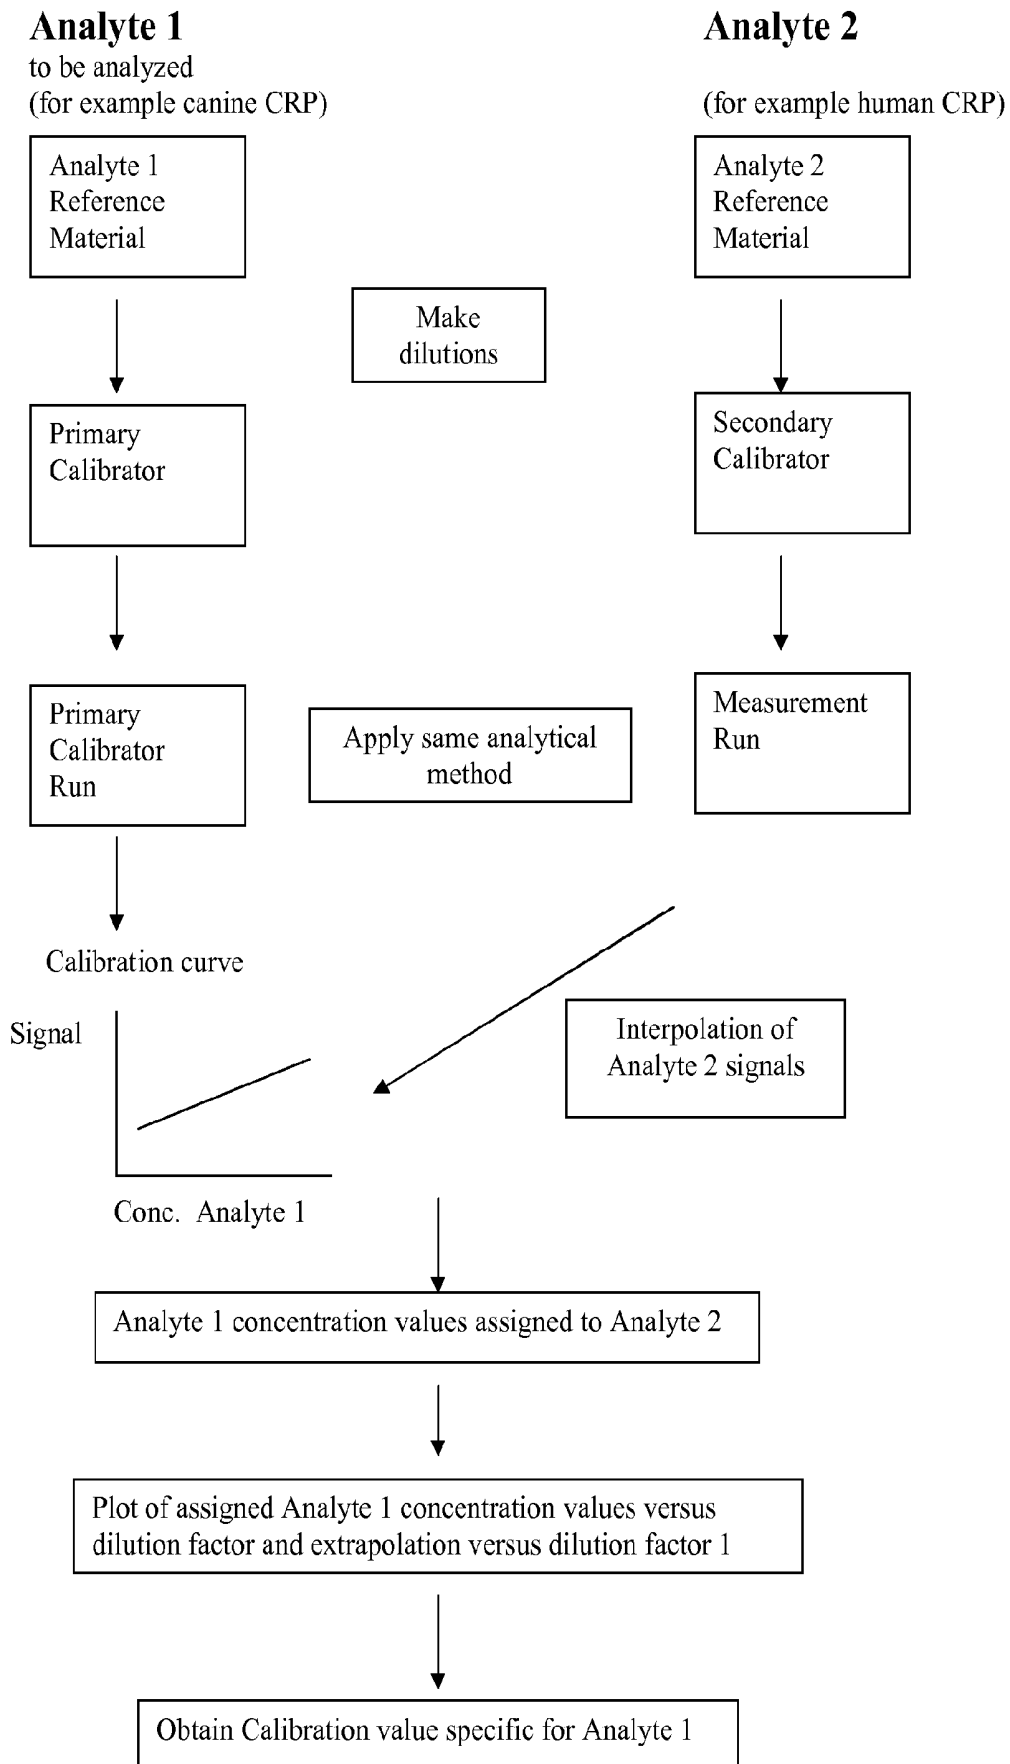 Analyte 1
to be analyzed
(for example canine CRP)
Analyte 2
(for example human CRP)
Analyte 1
Reference
Material
Analyte 2
Reference
Material
Make
dilutions
Primary
Calibrator
Secondary
Calibrator
Primary
Calibrator
Run
Apply same analytical
method
Measurement
Run
Calibration curve
Signal
Conc. Analyte 1
Interpolation of
Analyte 2 signals
Analyte 1 concentration values assigned to Analyte 2
Plot of assigned Analyte 1 concentration values versus
dilution factor and extrapolation versus dilution factor 1
Obtain Calibration value specific for Analyte 1